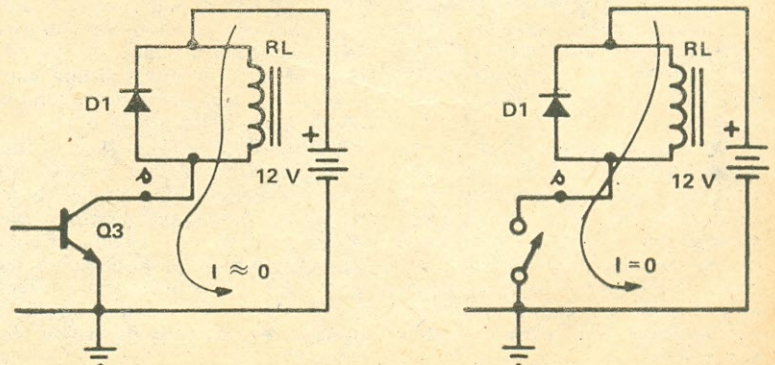 RL
D1
+
s
12 V
Q3
I ≈ 0
RL
D1
+
s
12 V
I = 0